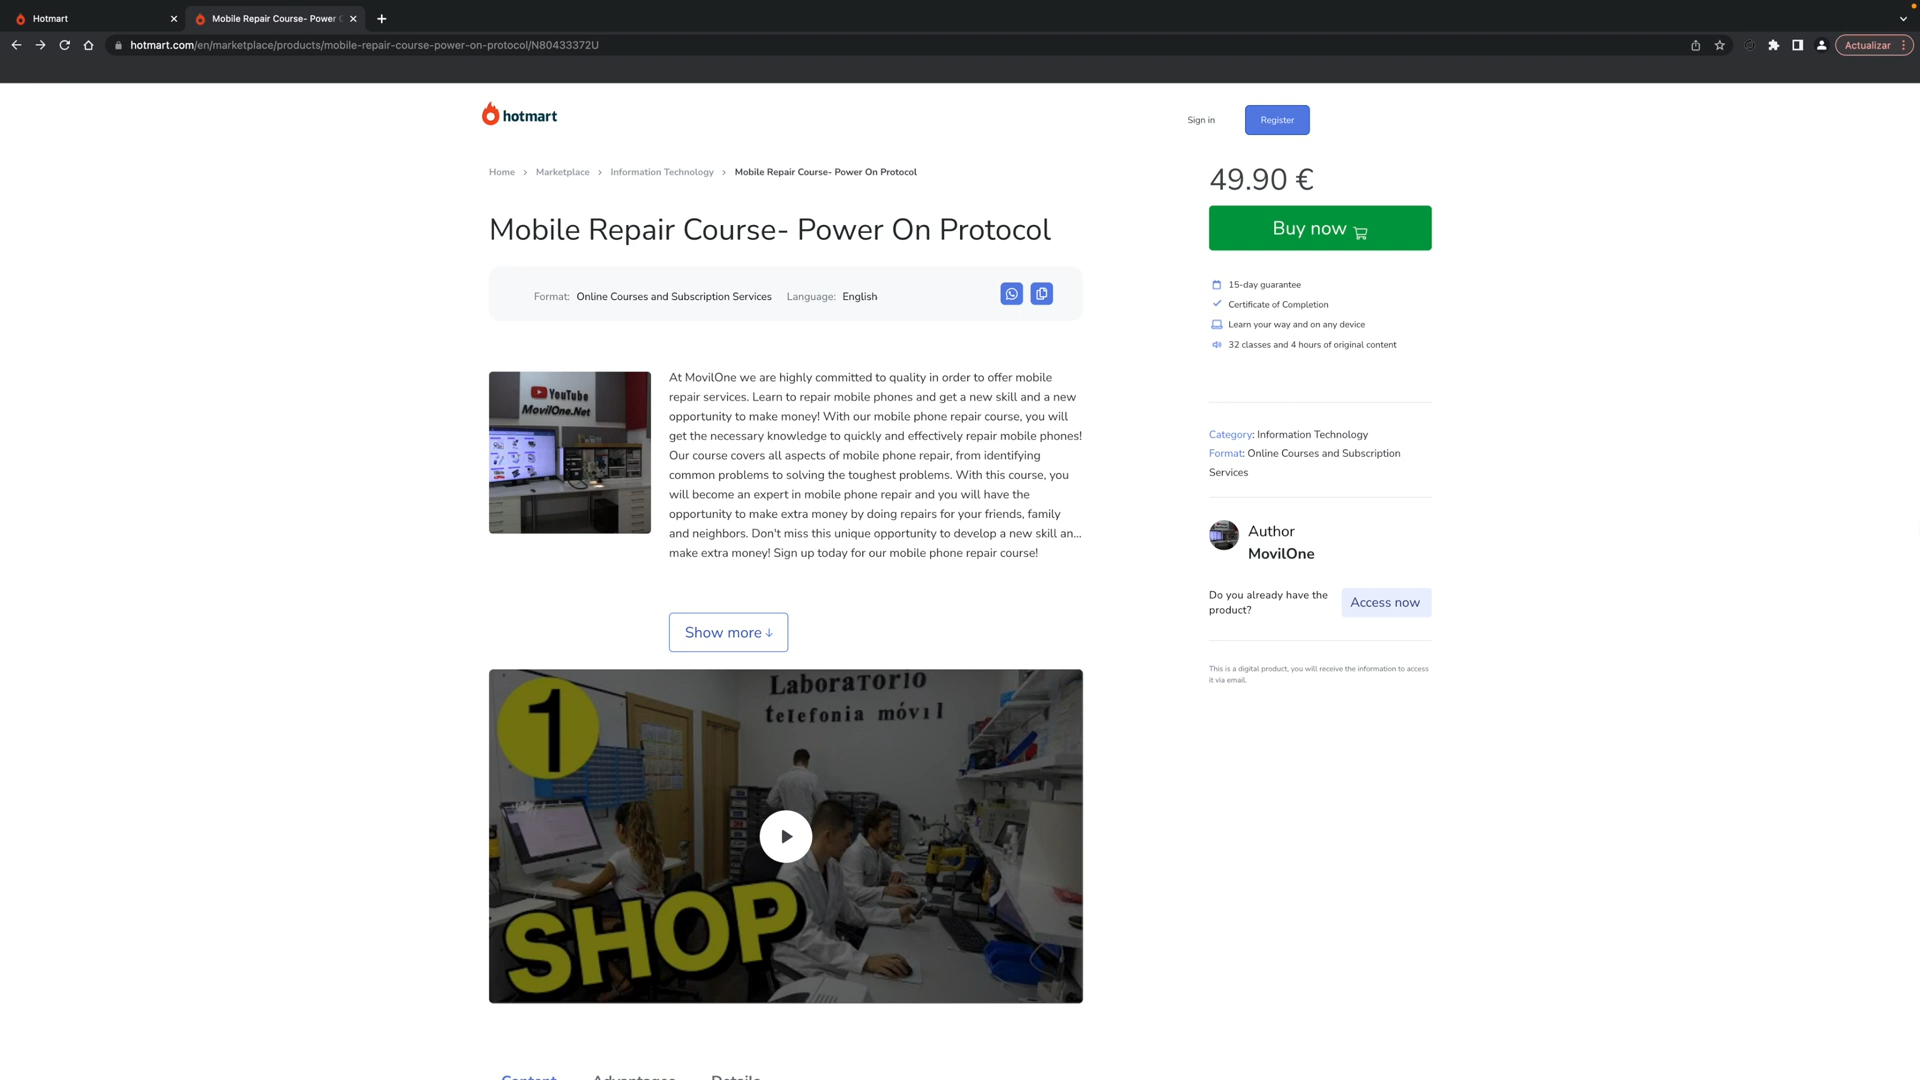 Hotmart
Mobile Repair Course- Power
hotmart.com/en/marketplace/products/mobile-repair-course-power-on-protocol/N80433372U
Actualizar
hotmart
Sign in
Register
Home > Marketplace > Information Technology > Mobile Repair Course- Power On Protocol
49.90 €
Mobile Repair Course- Power On Protocol
Buy now
Format: Online Courses and Subscription Services Language: English
15-day guarantee
Certificate of Completion
Learn your way and on any device
32 classes and 4 hours of original content
YouTube
MovilOne.Net
At MovilOne we are highly committed to quality in order to offer mobile
repair services. Learn to repair mobile phones and get a new skill and a new
opportunity to make money! With our mobile phone repair course, you will
get the necessary knowledge to quickly and effectively repair mobile phones!
Our course covers all aspects of mobile phone repair, from identifying
common problems to solving the toughest problems. With this course, you
will become an expert in mobile phone repair and you will have the
opportunity to make extra money by doing repairs for your friends, family
and neighbors. Don't miss this unique opportunity to develop a new skill an...
make extra money! Sign up today for our mobile phone repair course!
Category: Information Technology
Format: Online Courses and Subscription
Services
Author
MovilOne
Do you already have the
product?
Access now
Show more ↓
This is a digital product, you will receive the information to access
it via email.
1
Laboratorio
telefonia móvil
SHOP
Content Advantages Details